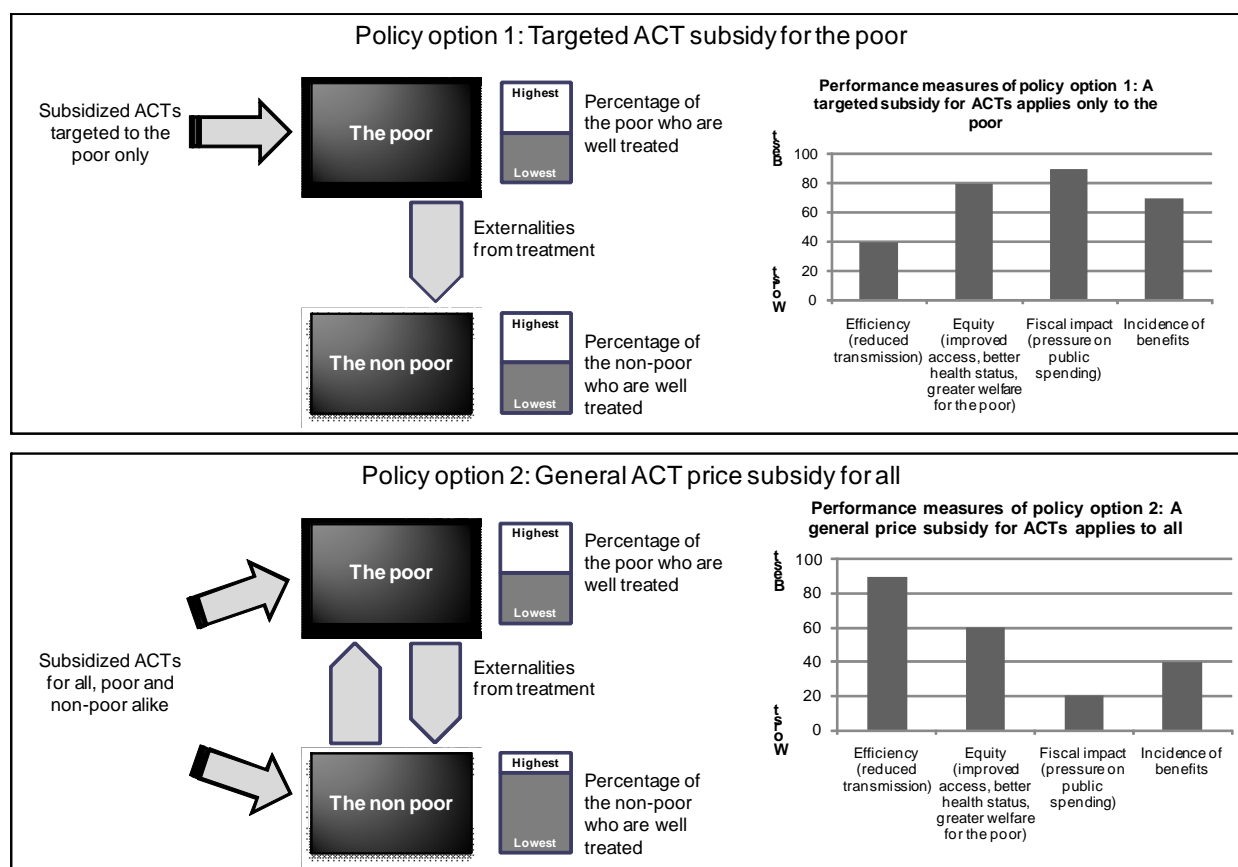 Policy option 1: Targeted ACT subsidy for the poor
Subsidized ACTs
targeted to the
poor only
The poor
Highest
Lowest
Percentage of
the poor who are
well treated
Externalities
from treatment
The non poor
Highest
Lowest
Percentage of
the non-poor
who are well
treated
Performance measures of policy option 1: A
targeted subsidy for ACTs applies only to the
poor
Best
Worst
100
80
60
40
20
0
Efficiency
(reduced
transmission)
Equity
(improved
access, better
health status,
greater welfare
for the poor)
Fiscal impact
(pressure on
public
spending)
Incidence of
benefits
Policy option 2: General ACT price subsidy for all
Subsidized ACTs
for all, poor and
non-poor alike
The poor
Highest
Lowest
Percentage of
the poor who are
well treated
Externalities
from treatment
The non poor
Highest
Lowest
Percentage of
the non-poor
who are well
treated
Performance measures of policy option 2: A
general price subsidy for ACTs applies to all
Best
Worst
100
80
60
40
20
0
Efficiency
(reduced
transmission)
Equity
(improved
access, better
health status,
greater welfare
for the poor)
Fiscal impact
(pressure on
public
spending)
Incidence of
benefits